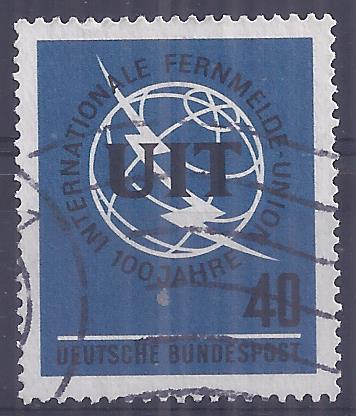 INTERNATIONALE FERNMELDE-UNION
100 JAHRE
UIT
40
DEUTSCHE BUNDESPOST